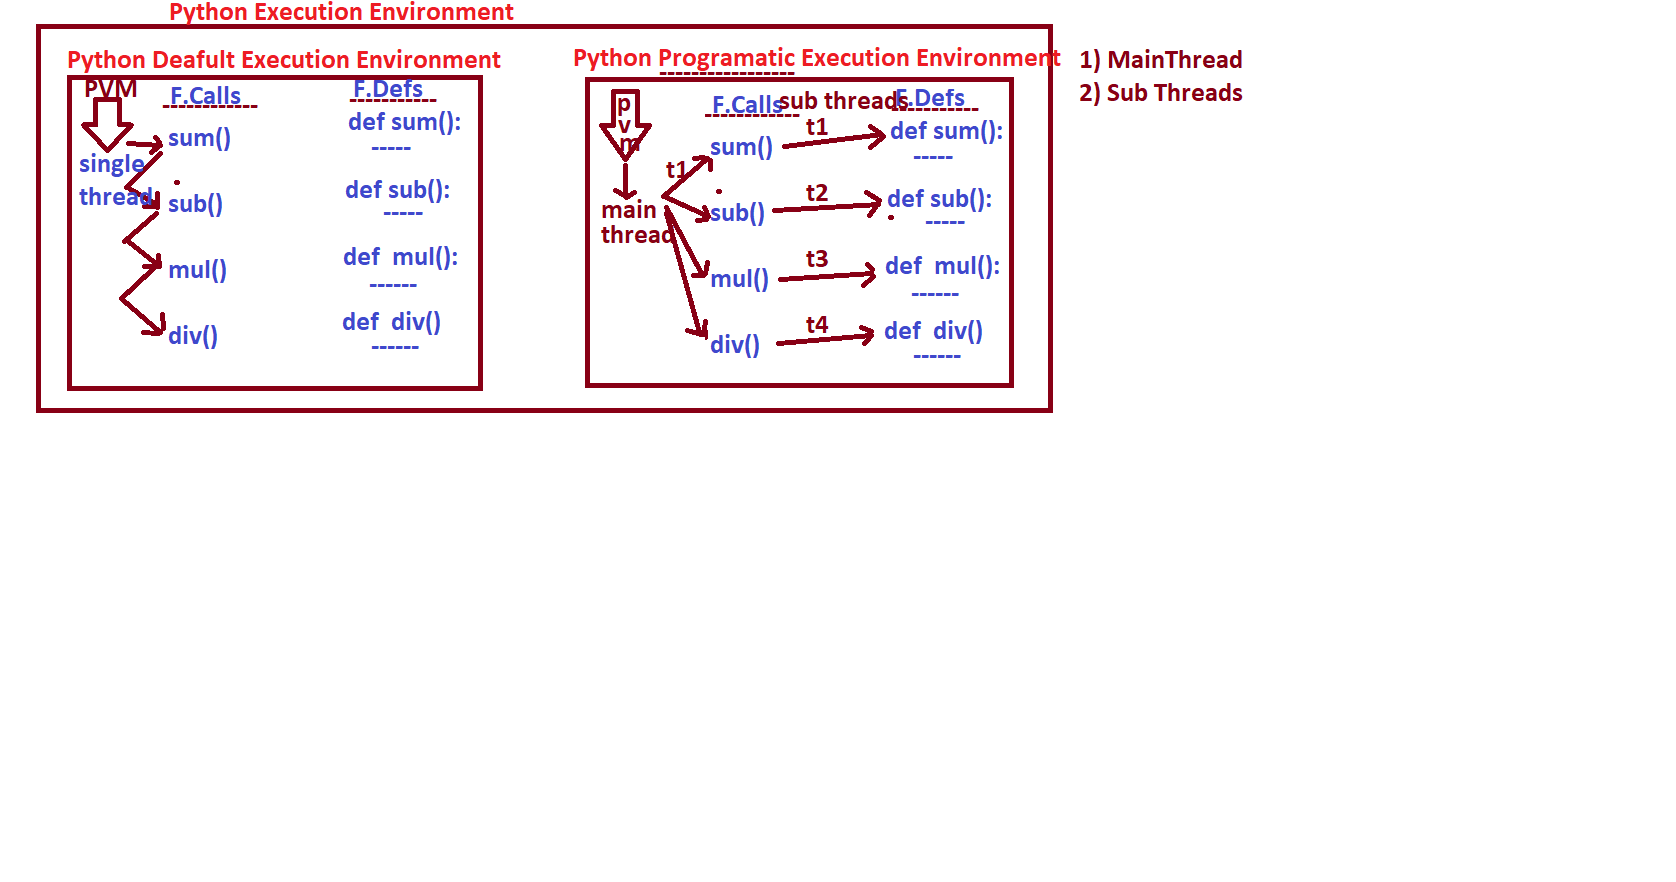 Python Execution Environment
Python Deafult Execution Environment
PVM
F.Calls
F.Defs
single
thread
sum()
def sum():
-----
sub()
def sub():
-----
mul()
def  mul():
------
div()
def  div()
------
Python Programatic Execution Environment
p
v
m
F.Calls
sub threads
F.Defs
main
thread
t1
sum()
t1
def sum():
-----
sub()
t2
def sub():
-----
mul()
t3
def  mul():
------
div()
t4
def  div()
------
1) MainThread
2) Sub Threads